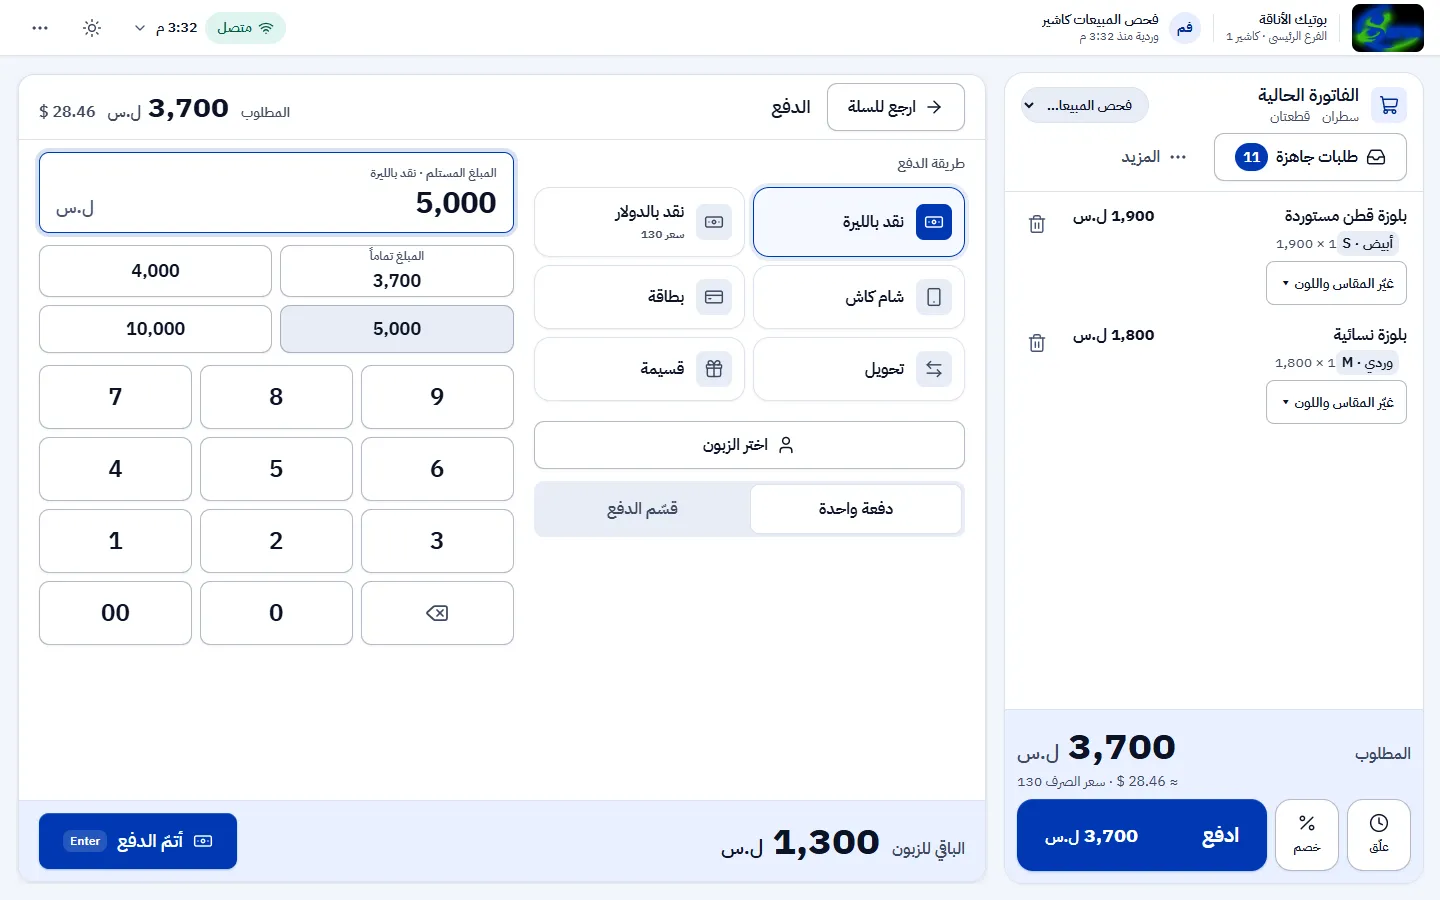 بوتيك الأناقة
الفرع الرئيسي · كاشير 1
فم
فحص المبيعات كاشير
وردية منذ 3:32 م
متصل
3:32 م
الفاتورة الحالية
سطران قطعتان
فحص المبيعا...
طلبات جاهزة 11
المزيد
بلوزة قطن مستوردة
1,900 ل.س
أبيض · S
1 × 1,900
غيّر المقاس واللون
بلوزة نسائية
1,800 ل.س
وردي · M
1 × 1,800
غيّر المقاس واللون
المطلوب
3,700 ل.س
≈ 28.46 $ · سعر الصرف 130
علّق
خصم
ادفع 3,700 ل.س
ارجع للسلة
الدفع
المطلوب 3,700 ل.س 28.46 $
طريقة الدفع
نقد بالليرة
نقد بالدولار
سعر 130
شام كاش
بطاقة
تحويل
قسيمة
اختر الزبون
دفعة واحدة
قسّم الدفع
المبلغ المستلم · نقد بالليرة
5,000 ل.س
المبلغ تماماً
3,700
4,000
5,000
10,000
7 8 9
4 5 6
1 2 3
00 0
الباقي للزبون 1,300 ل.س
أتمّ الدفع Enter